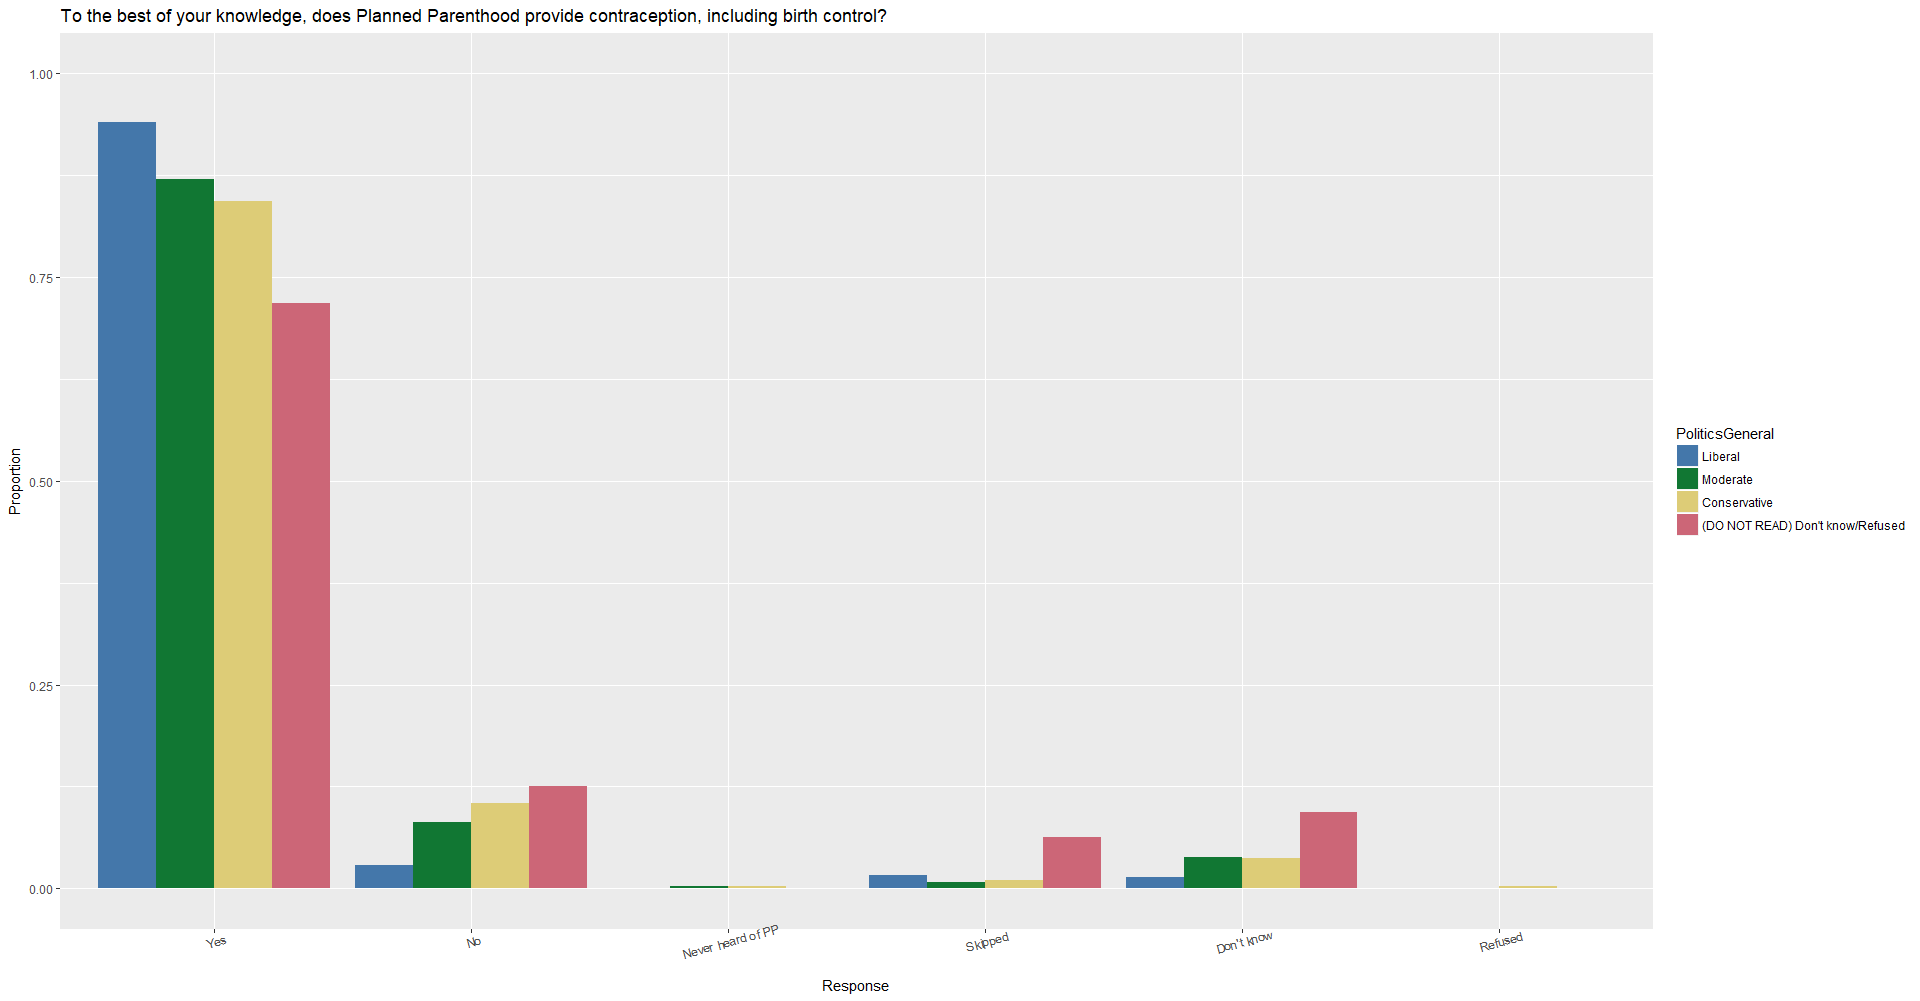 To the best of your knowledge, does Planned Parenthood provide contraception, including birth control?
1.00
0.75
0.50
0.25
0.00
Proportion
Yes
No
Never heard of PP
Skipped
Don't know
Refused
Response
PoliticsGeneral
Liberal
Moderate
Conservative
(DO NOT READ) Don't know/Refused